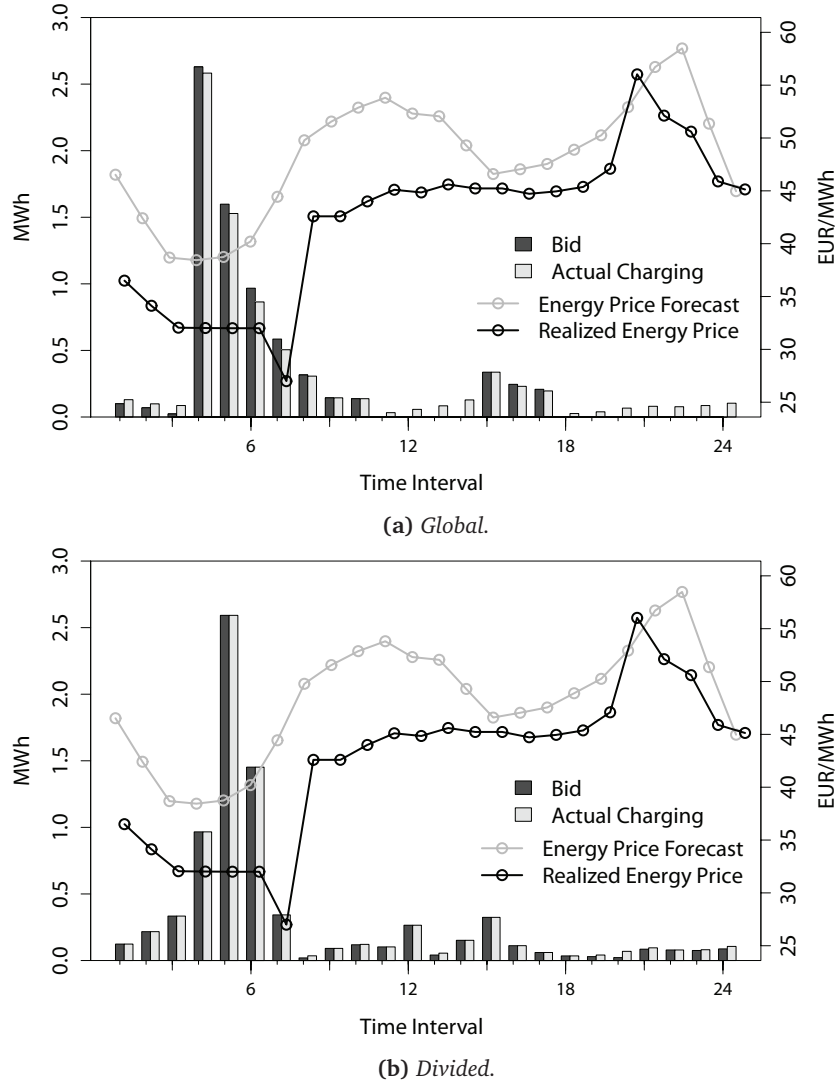 3.0
2.5
2.0
1.5
1.0
0.5
0.0
MWh
60
55
50
45
40
35
30
25
EUR/MWh
Bid
Actual Charging
Energy Price Forecast
Realized Energy Price
6 12 18 24
Time Interval
(a) Global.
3.0
2.5
2.0
1.5
1.0
0.5
0.0
MWh
60
55
50
45
40
35
30
25
EUR/MWh
Bid
Actual Charging
Energy Price Forecast
Realized Energy Price
6 12 18 24
Time Interval
(b) Divided.